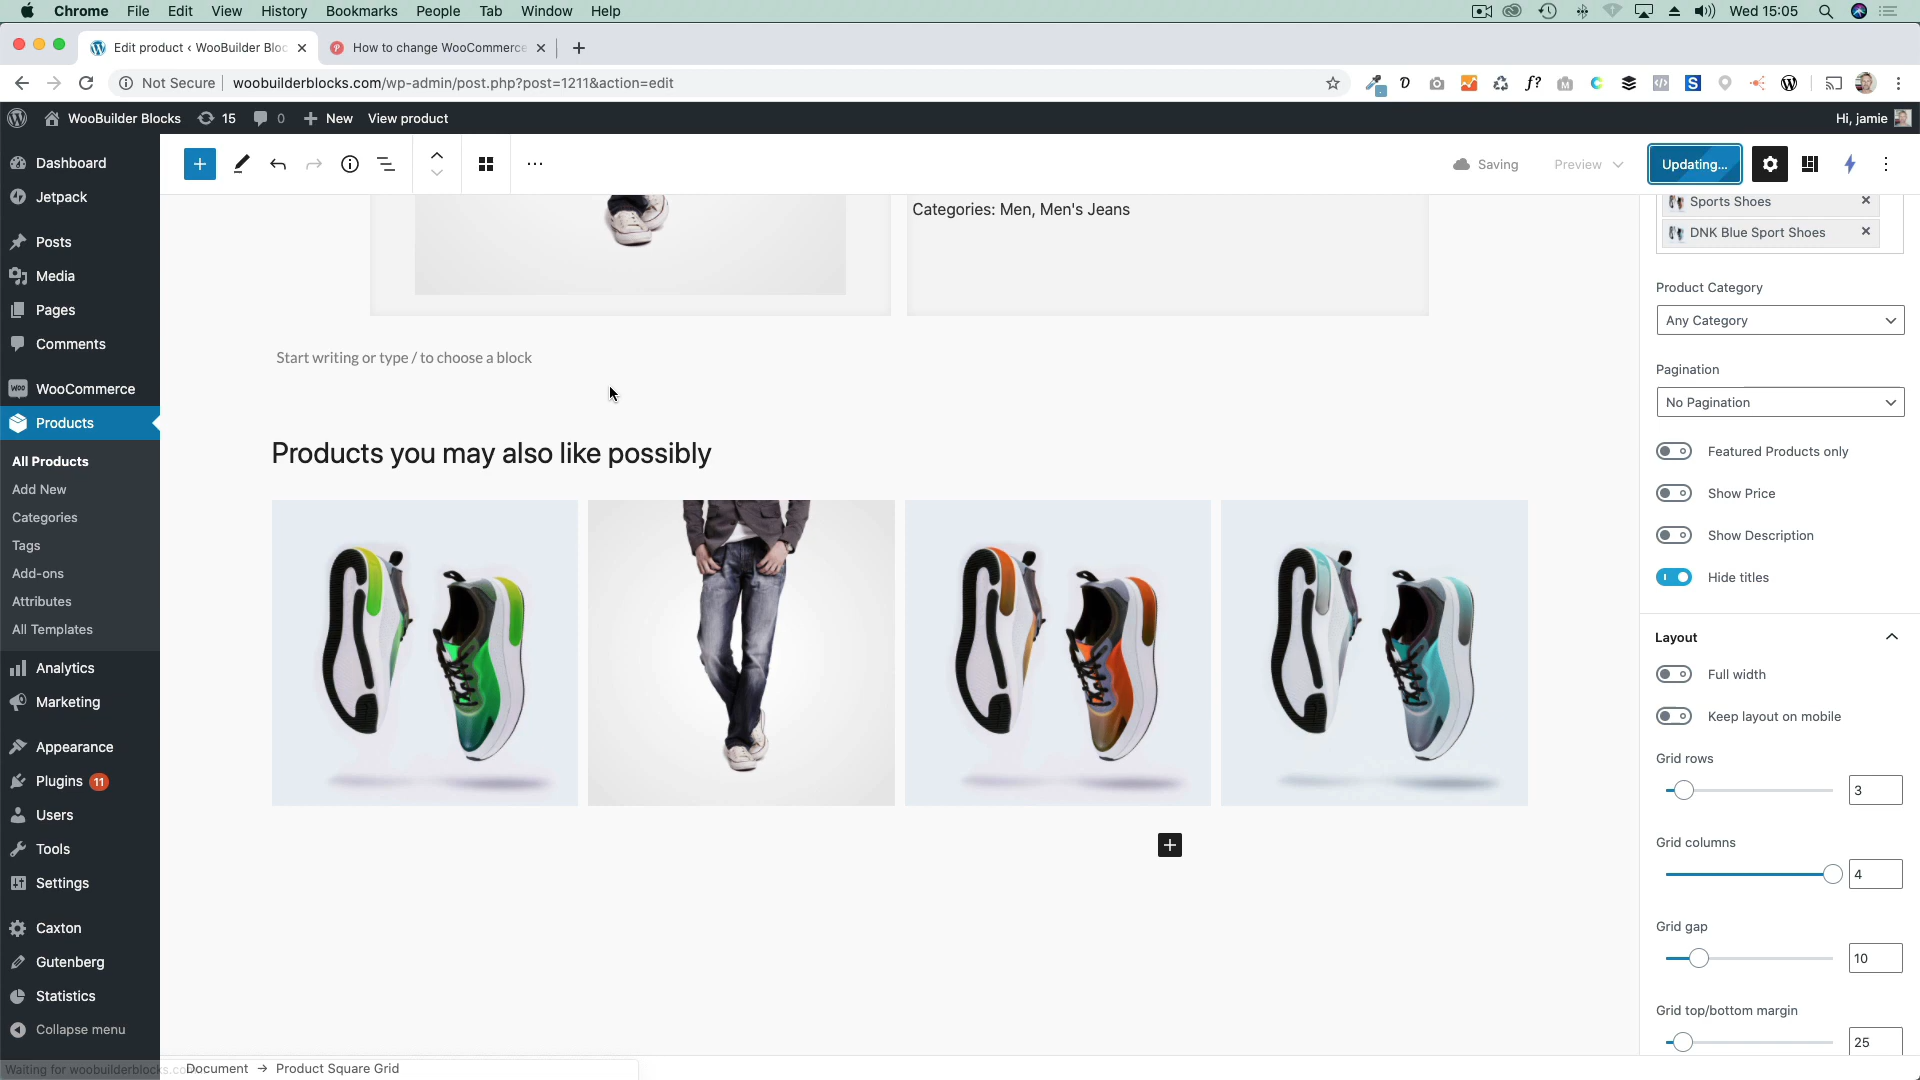 Chrome File Edit View History Bookmarks People Tab Window Help
Wed 15:05
Edit product ‹ WooBuilder Bloc
How to change WooCommerce
Not Secure woobuilderblocks.com/wp-admin/post.php?post=1211&action=edit
WooBuilder Blocks 15 0 New View product
Hi, jamie
Dashboard
Jetpack
Posts
Media
Pages
Comments
WooCommerce
Products
All Products
Add New
Categories
Tags
Add-ons
Attributes
All Templates
Analytics
Marketing
Appearance
Plugins 11
Users
Tools
Settings
Caxton
Gutenberg
Statistics
Collapse menu
Waiting for woobuilderblocks.co
Saving Preview Updating...
Categories: Men, Men's Jeans
Start writing or type / to choose a block
Products you may also like possibly
Document → Product Square Grid
Sports Shoes
DNK Blue Sport Shoes
Product Category
Any Category
Pagination
No Pagination
Featured Products only
Show Price
Show Description
Hide titles
Layout
Full width
Keep layout on mobile
Grid rows
3
Grid columns
4
Grid gap
10
Grid top/bottom margin
25